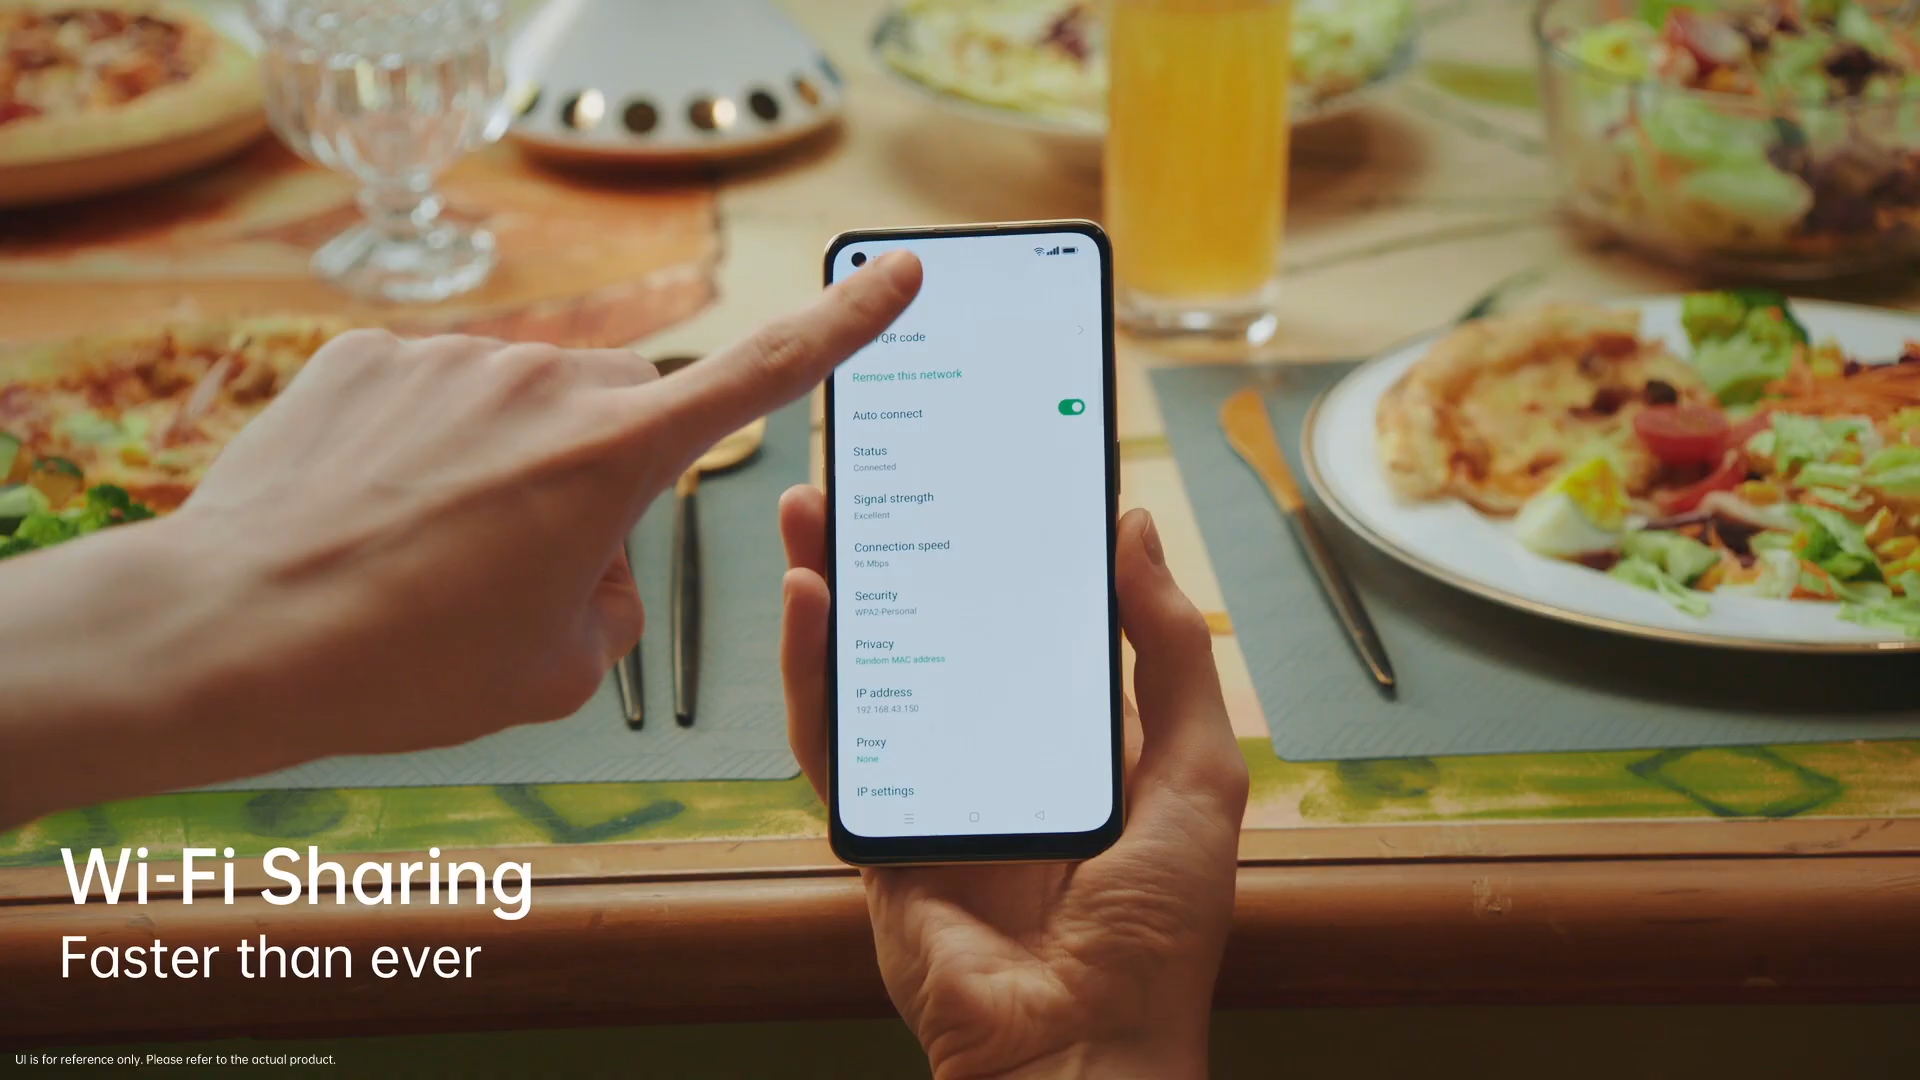 QR code
Remove this network
Auto connect
Status
Connected
Signal strength
Excellent
Connection speed
96 Mbps
Security
WPA2-Personal
Privacy
Random MAC address
IP address
192.168.43.150
Proxy
None
IP settings
Wi-Fi Sharing
Faster than ever
UI is for reference only. Please refer to the actual product.